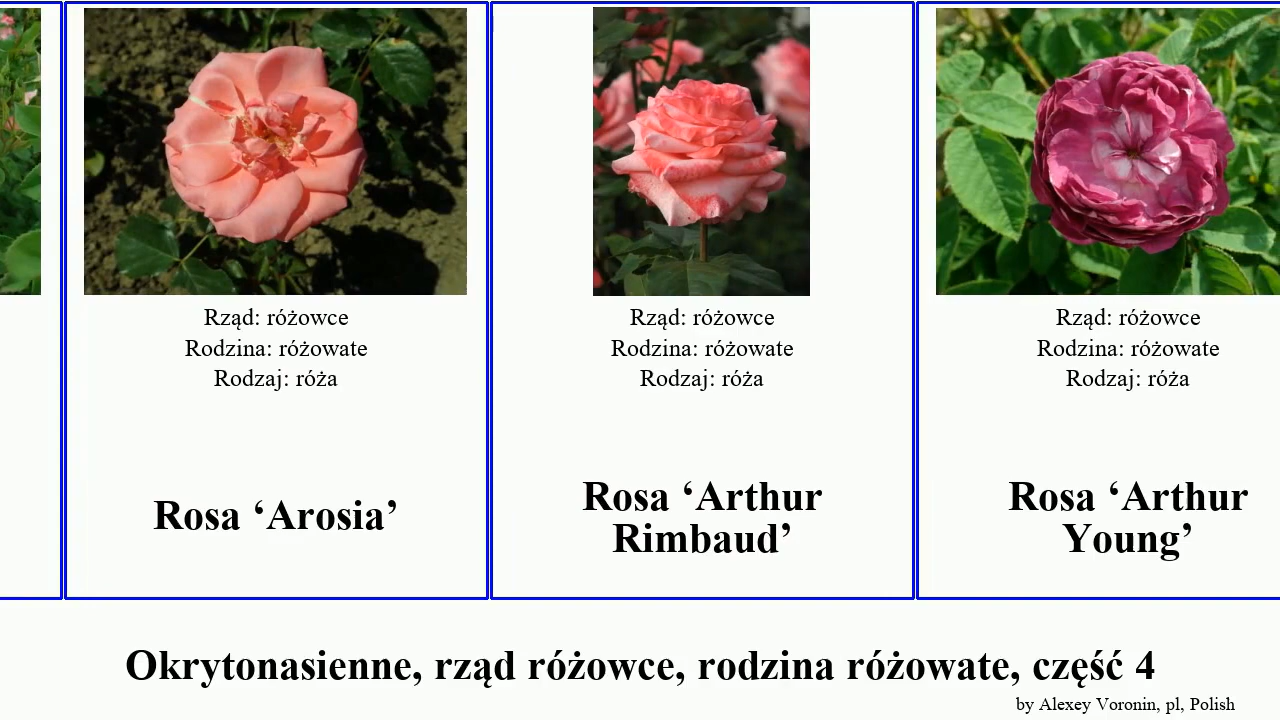 Rząd: różowce
Rodzina: różowate
Rodzaj: róża
Rosa ‘Arosia’
Rząd: różowce
Rodzina: różowate
Rodzaj: róża
Rosa ‘Arthur
Rimbaud’
Rząd: różowce
Rodzina: różowate
Rodzaj: róża
Rosa ‘Arthur
Young’
Okrytonasienne, rząd różowce, rodzina różowate, część 4
by Alexey Voronin, pl, Polish